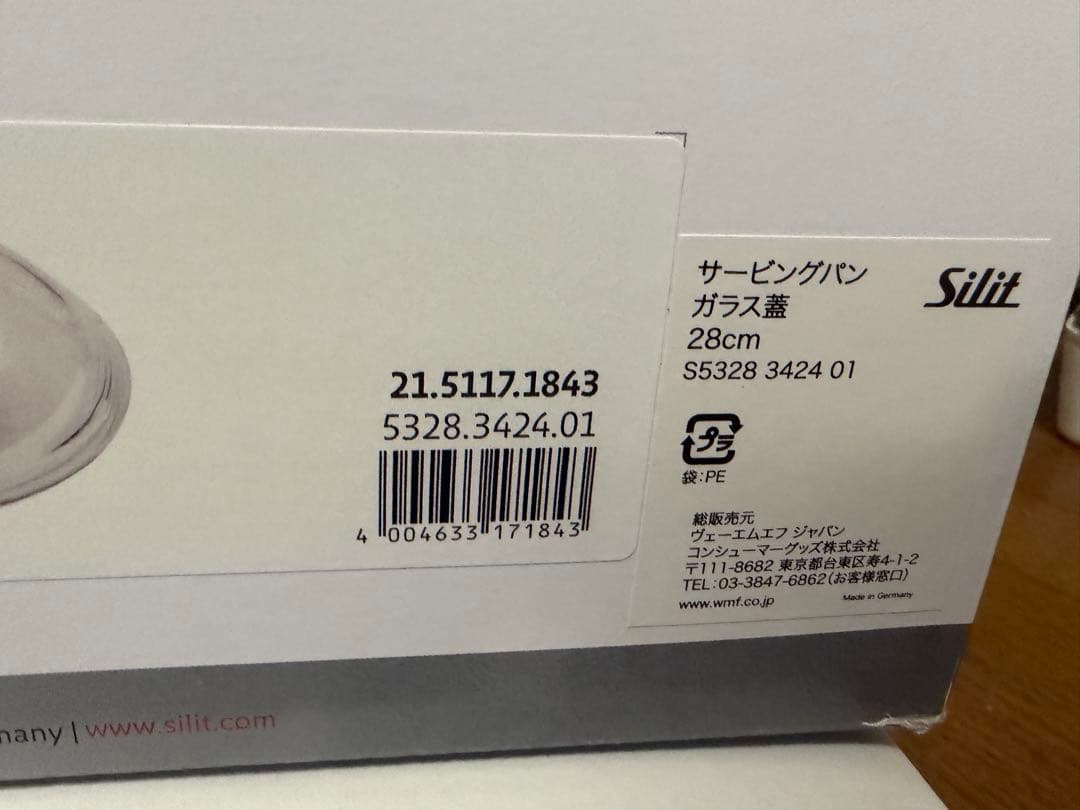 21.5117.1843
5328.3424.01
4 004633 171843
サービングパン
ガラス蓋
28cm
S5328 3424 01
Silit
プラ
袋:PE
総販売元
ヴェーエムエフ ジャパン
コンシューマーグッズ株式会社
〒111-8682 東京都台東区寿4-1-2
TEL:03-3847-6862(お客様窓口)
www.wmf.co.jp
Made in Germany
many | www.silit.com